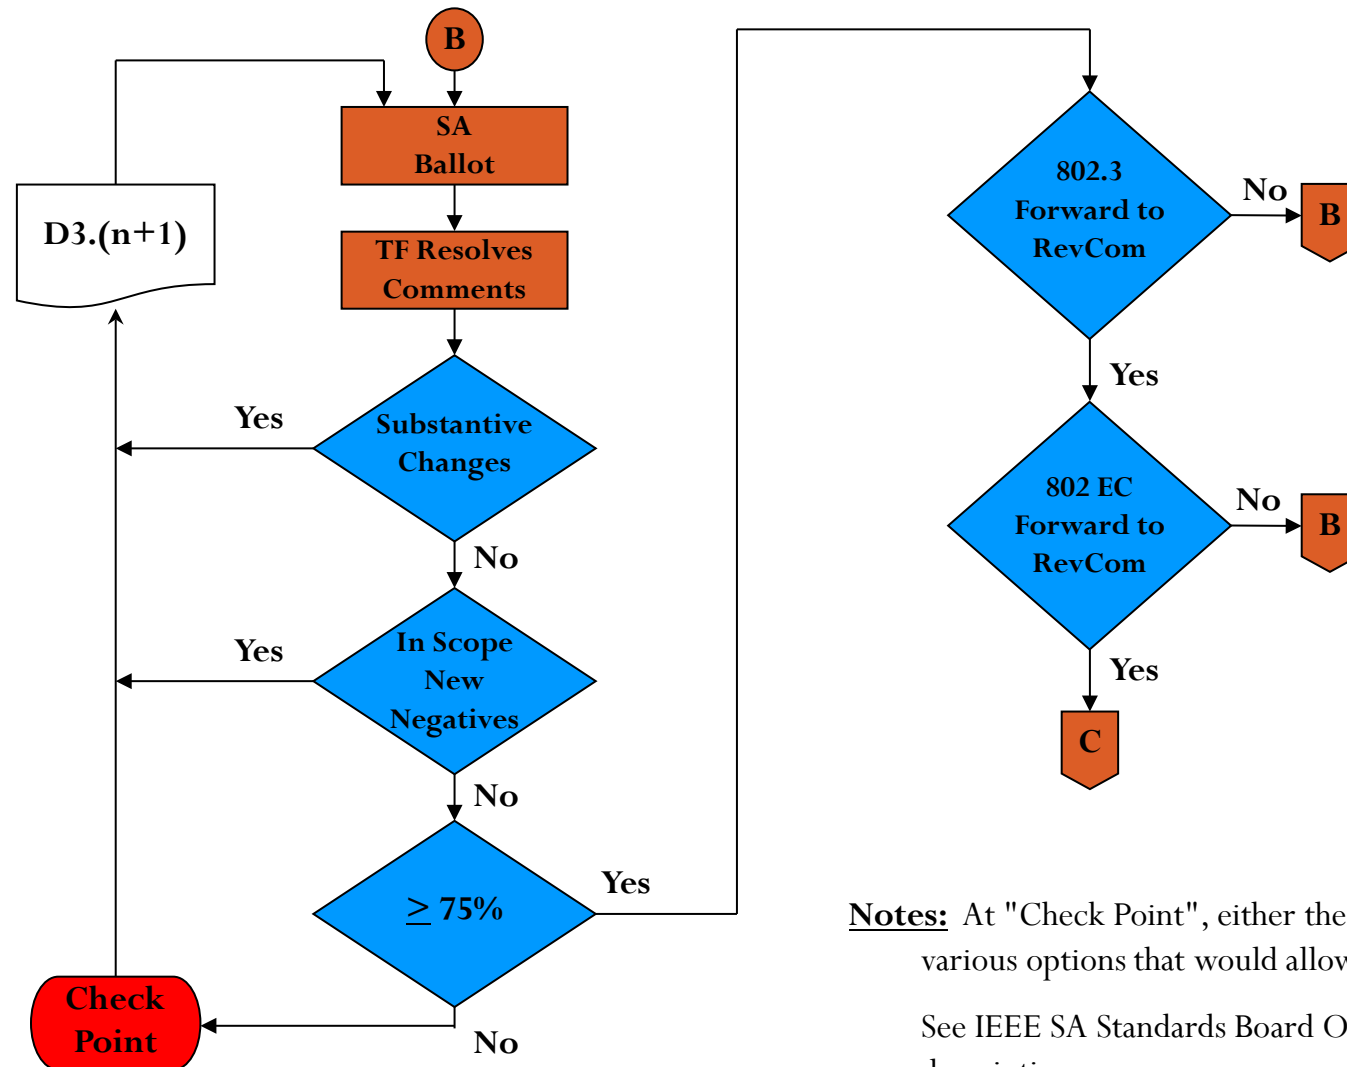 B
SA
Ballot
D3.(n+1)
TF Resolves
Comments
Substantive
Changes
Yes
No
In Scope
New
Negatives
Yes
No
≥ 75%
Yes
No
Check
Point
802.3
Forward to
RevCom
No
B
Yes
802 EC
Forward to
RevCom
No
B
Yes
C
Notes: At "Check Point", either the
various options that would allow
See IEEE SA Standards Board O